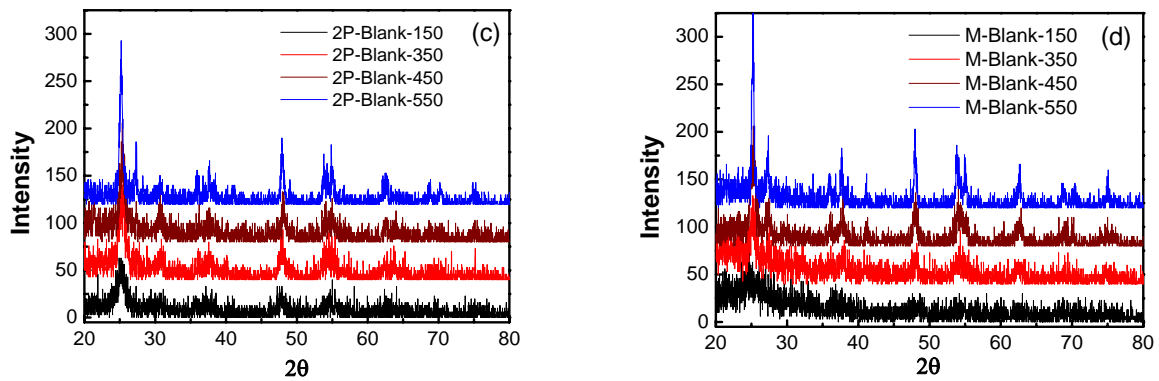 (c)
2P-Blank-150
2P-Blank-350
2P-Blank-450
2P-Blank-550
300
250
200
150
100
50
0
Intensity
20 30 40 50 60 70 80
2θ
(d)
M-Blank-150
M-Blank-350
M-Blank-450
M-Blank-550
300
250
200
150
100
50
0
Intensity
20 30 40 50 60 70 80
2θ